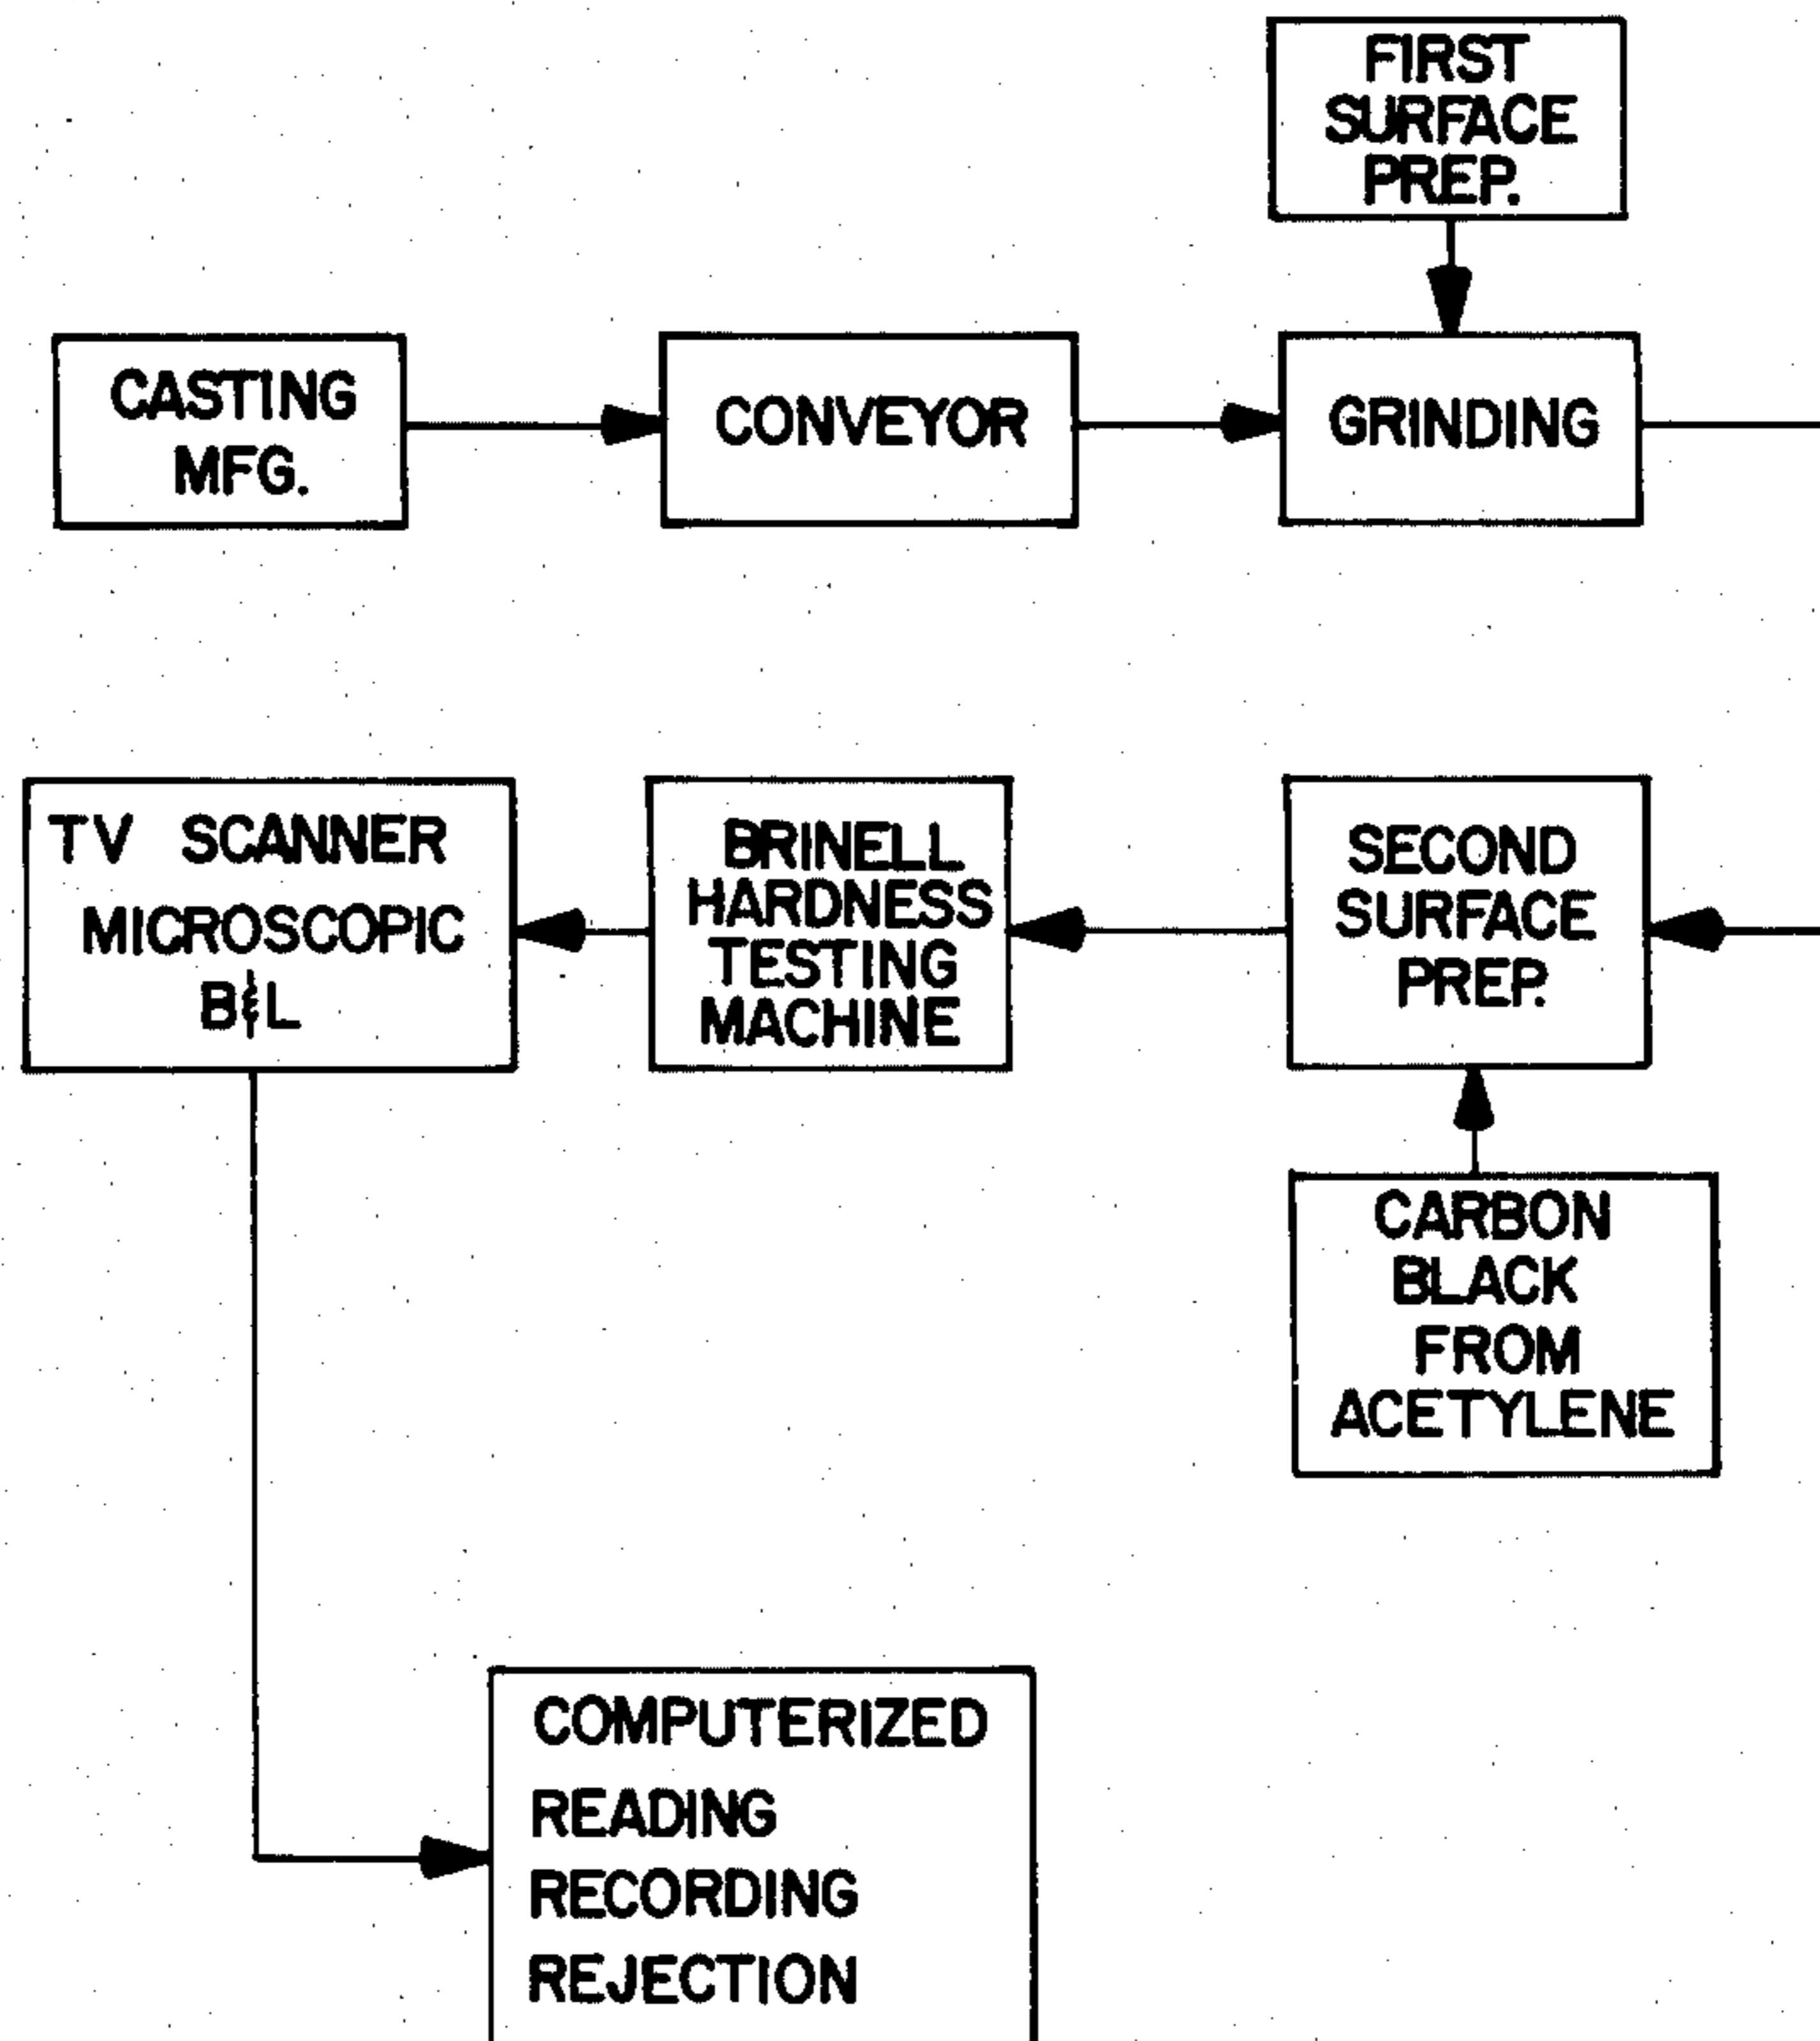 FIRST
SURFACE
PREP.
CASTING
MFG.
CONVEYOR
GRINDING
TV SCANNER
MICROSCOPIC
B&L
BRINELL
HARDNESS
TESTING
MACHINE
SECOND
SURFACE
PREP.
CARBON
BLACK
FROM
ACETYLENE
COMPUTERIZED
READING
RECORDING
REJECTION